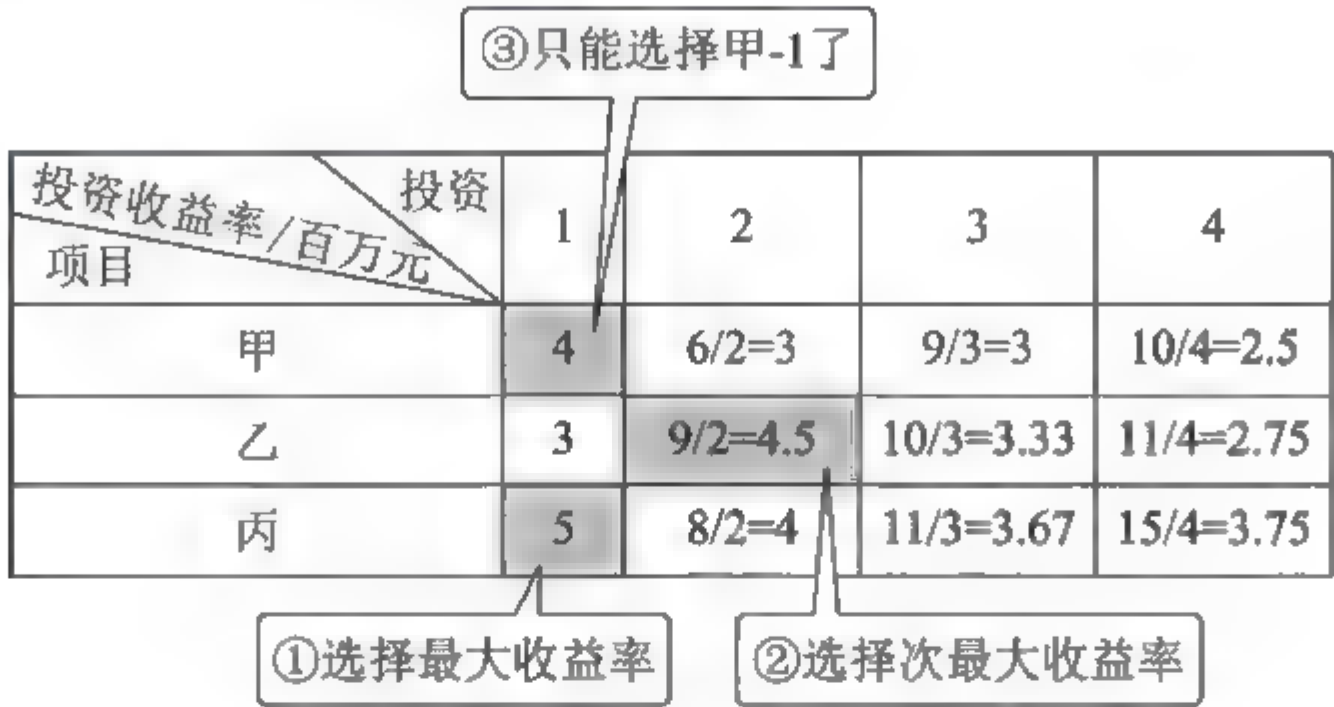 ③只能选择甲-1了
投资收益率/百万元 投资 项目 1 2 3 4
甲 4 6/2=3 9/3=3 10/4=2.5
乙 3 9/2=4.5 10/3=3.33 11/4=2.75
丙 5 8/2=4 11/3=3.67 15/4=3.75
①选择最大收益率 ②选择次最大收益率